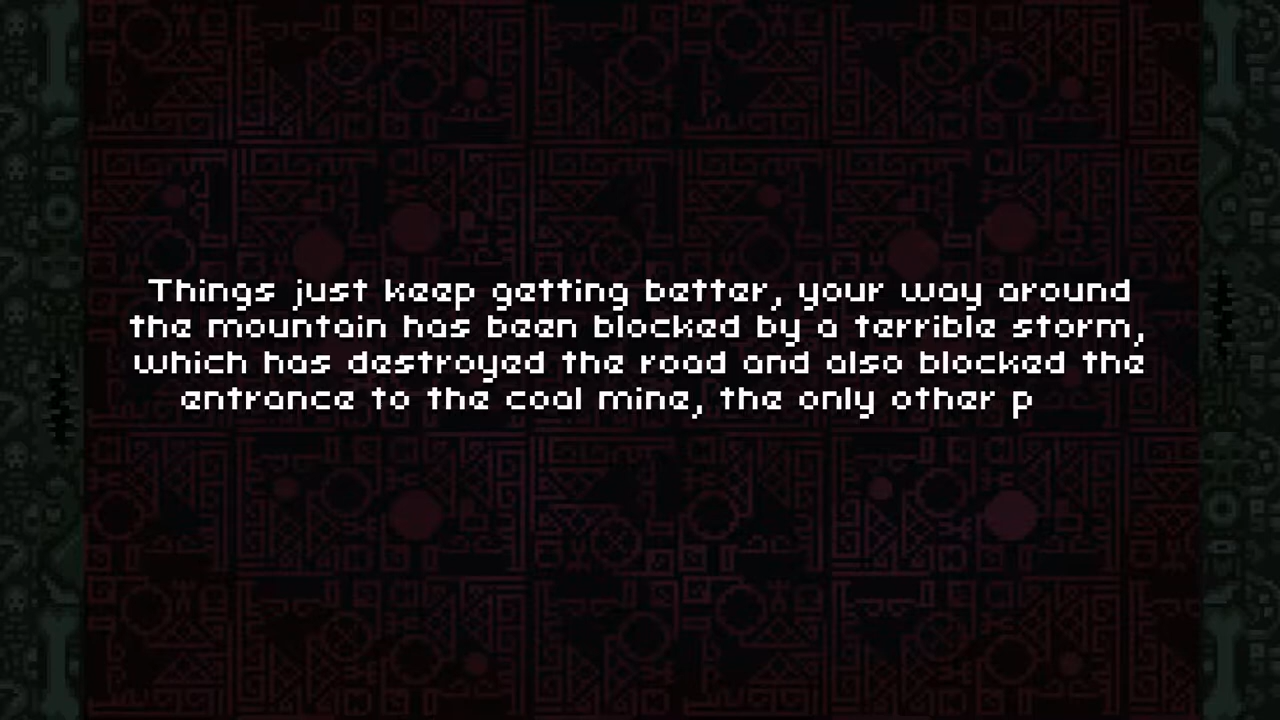 Things just keep getting better, your way around
the mountain has been blocked by a terrible storm,
which has destroyed the road and also blocked the
entrance to the coal mine, the only other p